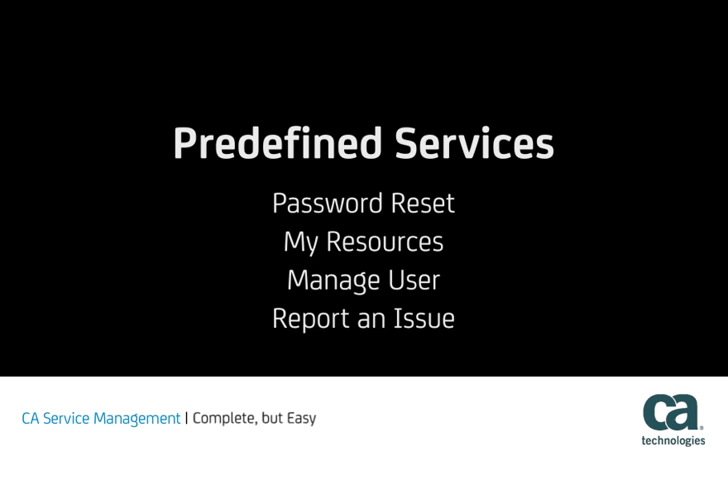 Predefined Services
Password Reset
My Resources
Manage User
Report an Issue
CA Service Management | Complete, but Easy
ca®
technologies